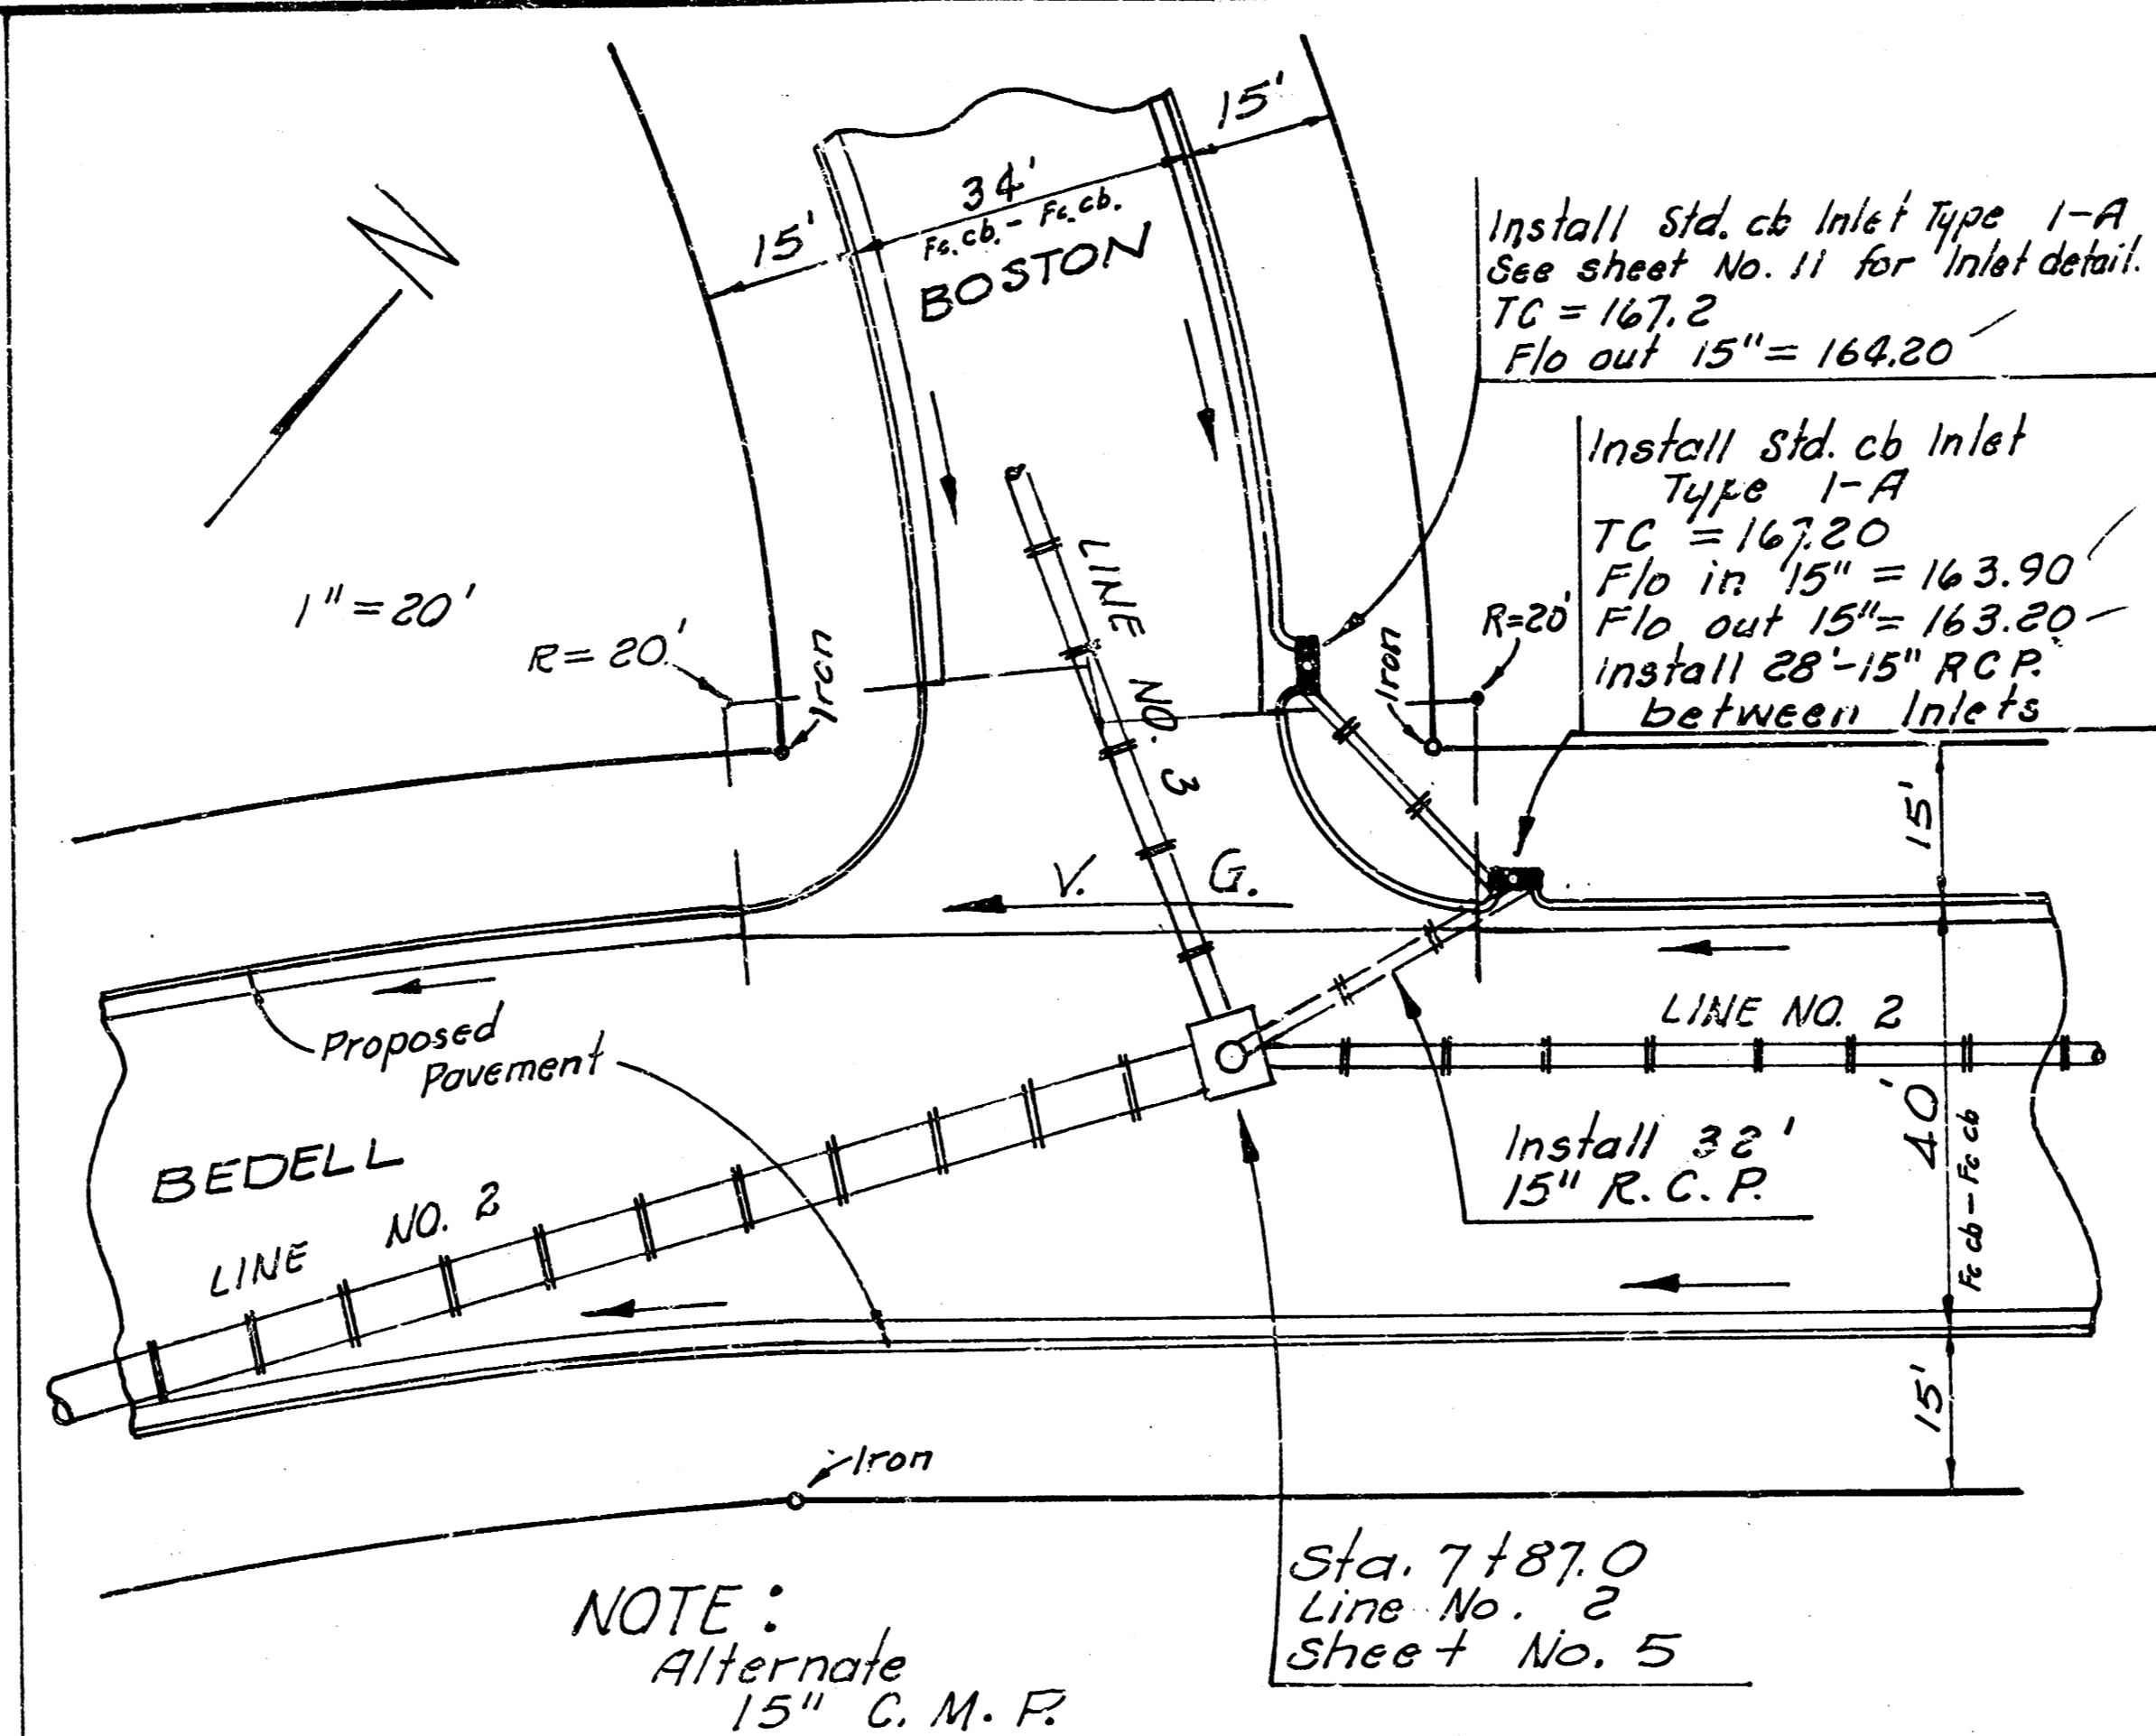 15'
34'
Fc. cb. - Fc. cb.
15'
BOSTON
N
Install Std. cb Inlet Type 1-A
See sheet No. 11 for Inlet detail.
TC = 167.2
Flo out 15" = 164.20
Install Std. cb Inlet
Type 1-A
TC = 167.20
Flo in 15" = 163.90
Flo out 15" = 163.20
Install 28'-15" R C P.
between Inlets
1" = 20'
R = 20'
Iron
LINE NO. 3
Iron
R=20'
15'
V. G.
Proposed
Pavement
LINE NO. 2
40'
Fc cb - Fc cb
Install 32'
15" R. C. P.
BEDELL
LINE NO. 2
15'
Iron
Sta. 7+87.0
Line No. 2
Sheet No. 5
NOTE:
Alternate
15" C. M. P.